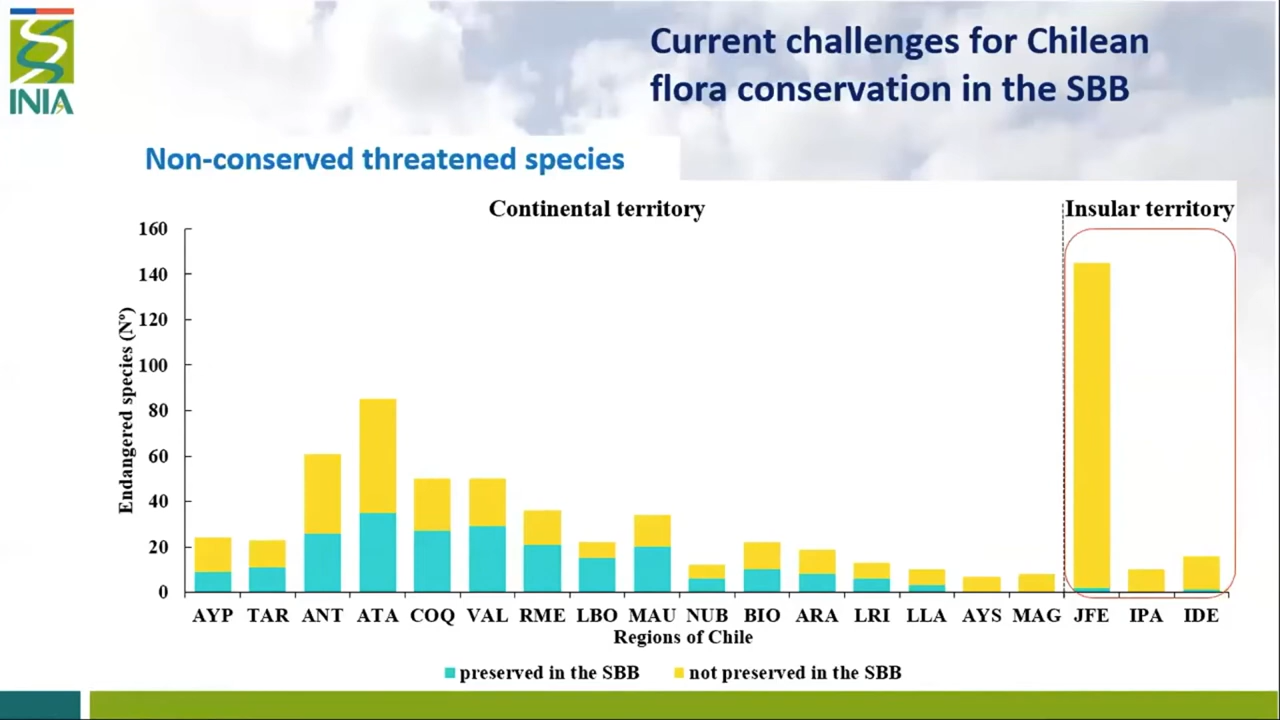 INIA
Current challenges for Chilean
flora conservation in the SBB
Non-conserved threatened species
Continental territory
Insular territory
Endangered species (Nº)
160
140
120
100
80
60
40
20
0
AYP TAR ANT ATA COQ VAL RME LBO MAU NUB BIO ARA LRI LLA AYS MAG JFE IPA IDE
Regions of Chile
preserved in the SBB not preserved in the SBB